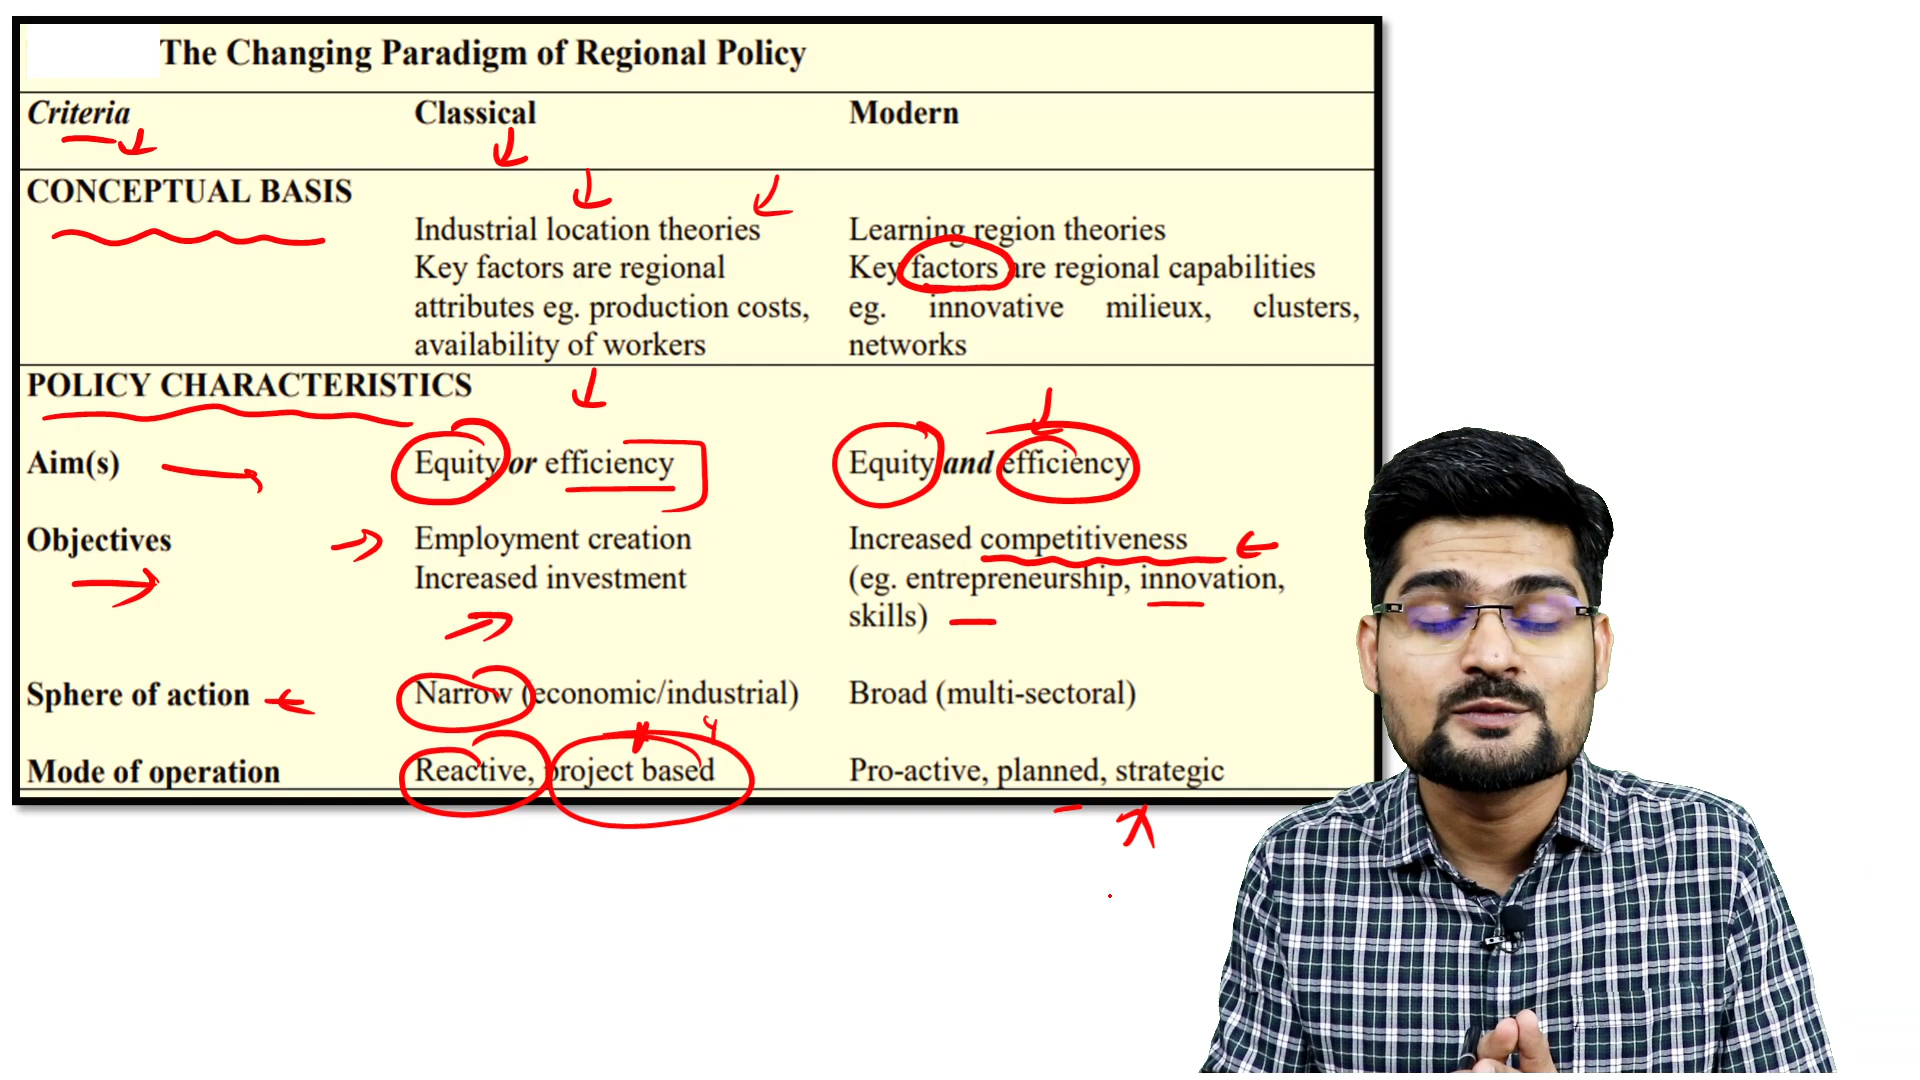 The Changing Paradigm of Regional Policy
Criteria Classical Modern
CONCEPTUAL BASIS
Industrial location theories
Key factors are regional
attributes eg. production costs,
availability of workers
Learning region theories
Key factors are regional capabilities
eg. innovative milieux, clusters,
networks
POLICY CHARACTERISTICS
Aim(s) Equity or efficiency Equity and efficiency
Objectives
Employment creation
Increased investment
Increased competitiveness
(eg. entrepreneurship, innovation,
skills)
Sphere of action Narrow (economic/industrial) Broad (multi-sectoral)
Mode of operation Reactive, project based Pro-active, planned, strategic